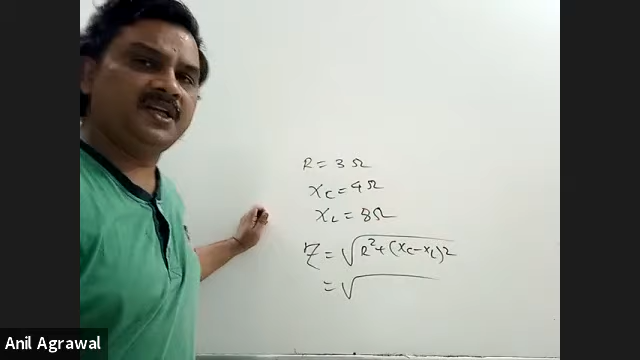 R = 3Ω
Xc = 4Ω
XL = 8Ω
Z = √R²+(Xc-XL)²
= √
Anil Agrawal